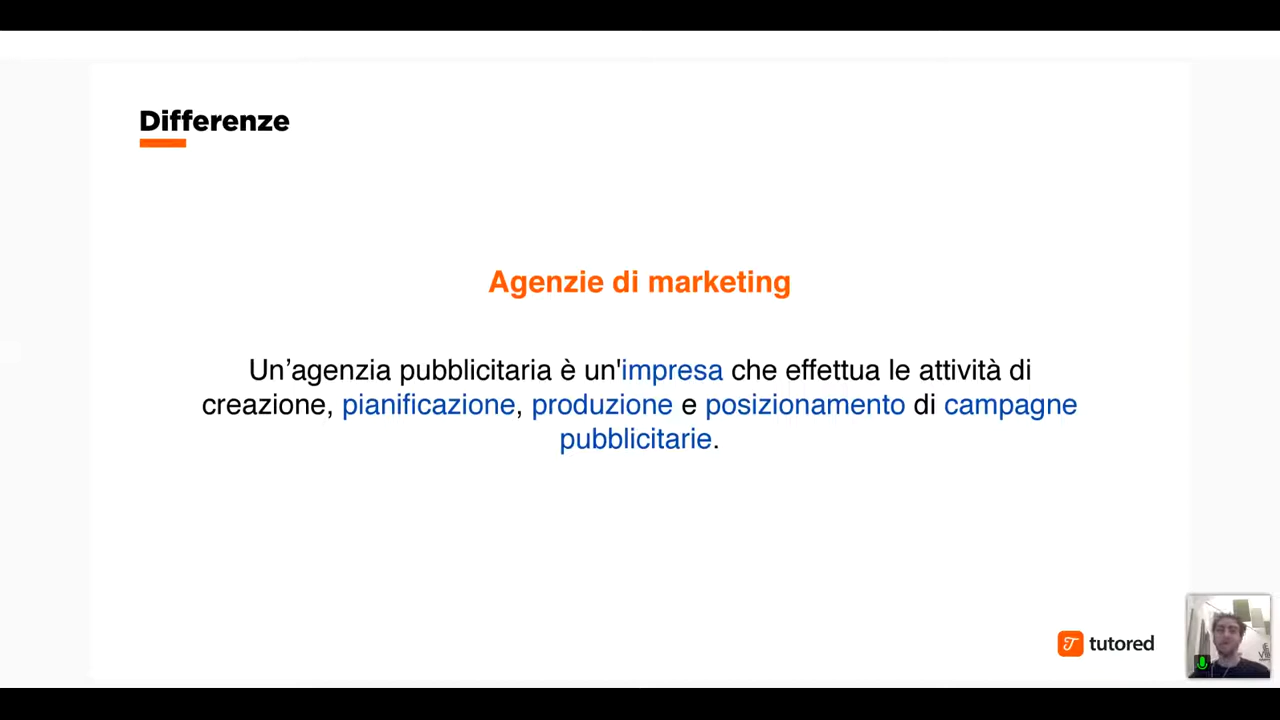 Differenze
Agenzie di marketing
Un’agenzia pubblicitaria è un'impresa che effettua le attività di
creazione, pianificazione, produzione e posizionamento di campagne
pubblicitarie.
tutored